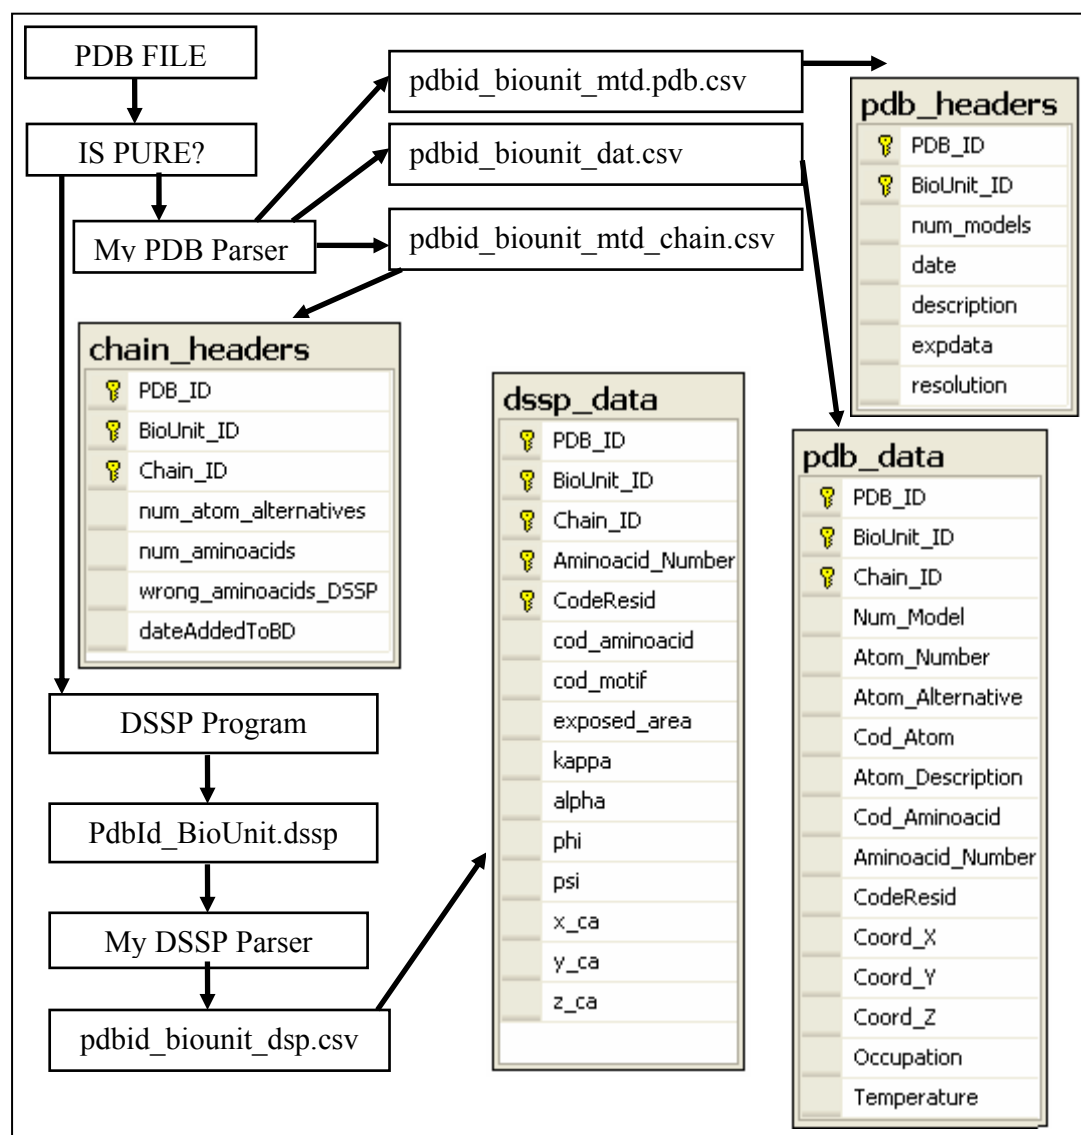 PDB FILE
IS PURE?
My PDB Parser
pdbid_biounit_mtd.pdb.csv
pdbid_biounit_dat.csv
pdbid_biounit_mtd_chain.csv
pdb_headers
PDB_ID
BioUnit_ID
num_models
date
description
expdata
resolution
chain_headers
PDB_ID
BioUnit_ID
Chain_ID
num_atom_alternatives
num_aminoacids
wrong_aminoacids_DSSP
dateAddedToBD
dssp_data
PDB_ID
BioUnit_ID
Chain_ID
Aminoacid_Number
CodeResid
cod_aminoacid
cod_motif
exposed_area
kappa
alpha
phi
psi
x_ca
y_ca
z_ca
pdb_data
PDB_ID
BioUnit_ID
Chain_ID
Num_Model
Atom_Number
Atom_Alternative
Cod_Atom
Atom_Description
Cod_Aminoacid
Aminoacid_Number
CodeResid
Coord_X
Coord_Y
Coord_Z
Occupation
Temperature
DSSP Program
PdbId_BioUnit.dssp
My DSSP Parser
pdbid_biounit_dsp.csv